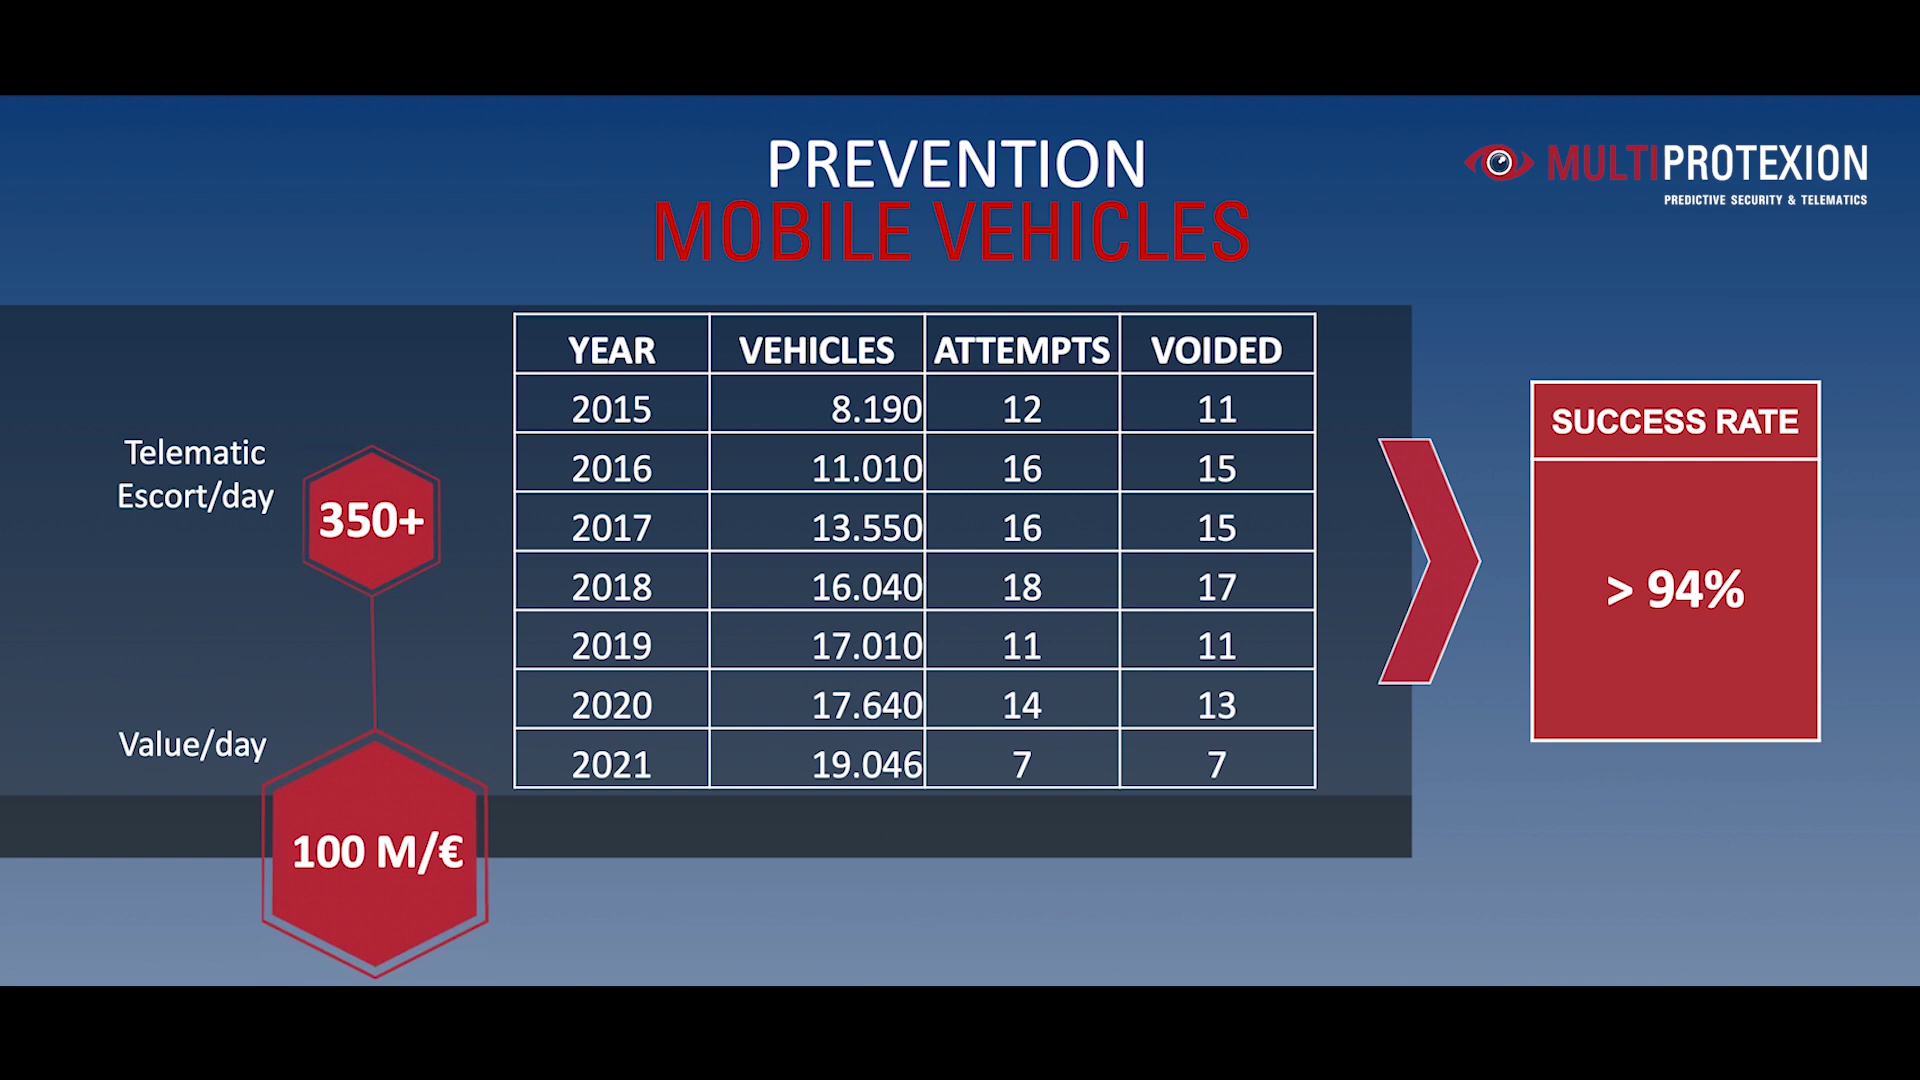 PREVENTION
MOBILE VEHICLES
MULTIPROTEXION
PREDICTIVE SECURITY & TELEMATICS
Telematic
Escort/day
350+
Value/day
100 M/€
YEAR VEHICLES ATTEMPTS VOIDED
2015 8.190 12 11
2016 11.010 16 15
2017 13.550 16 15
2018 16.040 18 17
2019 17.010 11 11
2020 17.640 14 13
2021 19.046 7 7
SUCCESS RATE
> 94%